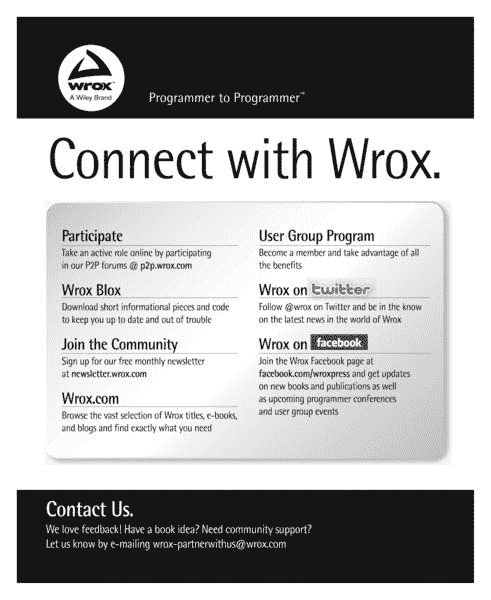 wrox™
A Wiley Brand
Programmer to Programmer™
Connect with Wrox.
Participate
Take an active role online by participating
in our P2P forums @ p2p.wrox.com
Wrox Blox
Download short informational pieces and code
to keep you up to date and out of trouble
Join the Community
Sign up for our free monthly newsletter
at newsletter.wrox.com
Wrox.com
Browse the vast selection of Wrox titles, e-books,
and blogs and find exactly what you need
User Group Program
Become a member and take advantage of all
the benefits
Wrox on twitter
Follow @wrox on Twitter and be in the know
on the latest news in the world of Wrox
Wrox on facebook
Join the Wrox Facebook page at
facebook.com/wroxpress and get updates
on new books and publications as well
as upcoming programmer conferences
and user group events
Contact Us.
We love feedback! Have a book idea? Need community support?
Let us know by e-mailing wrox-partnerwithus@wrox.com